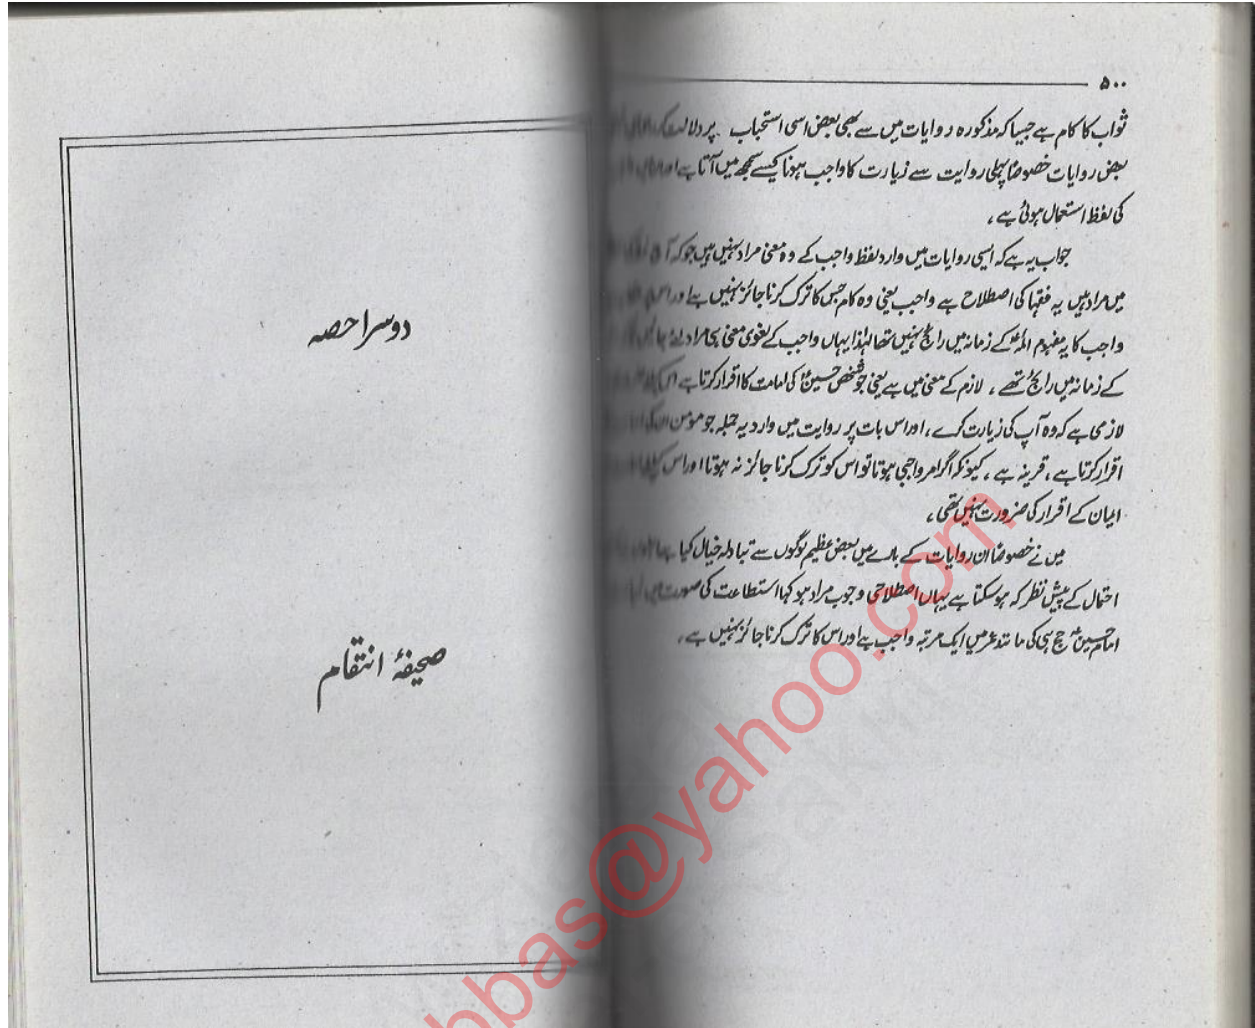 ۵۰۰
ثواب کا کام ہے جیسا کہ مذکورہ روایات میں سے بھی بعض اسی استحباب پر دلالت
بعض روایات خصوصاً پہلی روایت سے زیارت کا واجب ہونا کیسے سمجھ میں آتا ہے اور
کی لفظ استعمال ہوئی ہے ،
جواب یہ ہے کہ ایسی روایات میں وارد لفظ واجب کے وہ معنی مراد نہیں ہیں جو کہ آج
میں مراد ہیں یہ فقہا کی اصطلاح ہے واجب یعنی وہ کام جس کا ترک کرنا جائز نہیں ہے اور اس
واجب کا یہ مفہوم ائمہؑ کے زمانہ میں رائج نہیں تھا لہٰذا یہاں واجب کے لغوی معنی ہی مراد
کے زمانہ میں رائج تھے ، لازم کے معنی میں ہے یعنی جو شخص حسینؑ کی امامت کا اقرار کرتا ہے اس
لازمی ہے کہ وہ آپ کی زیارت کرے ، اور اس بات پر روایت میں وارد یہ جملہ جو مومن ان کی
اقرار کرتا ہے ، قرینہ ہے ، کیونکہ اگر امر واجبی ہوتا تو اس کو ترک کرنا جائز نہ ہوتا اور اس
ایمان کے اقرار کی ضرورت نہیں تھی ،
میں نے خصوصاً ان روایات کے بارے میں بعض عظیم لوگوں سے تبادلہ خیال کیا ہے
احتمال کے پیش نظر کہ ہو سکتا ہے یہاں اصطلاحی وجوب مراد ہو کہا استطاعت کی صورت میں
امام حسینؑ حج ہی کی مانند عمر میں ایک مرتبہ واجب ہے اور اس کا ترک کرنا جائز نہیں ہے ،
دوسرا حصہ
صحیفۂ انتقام
bbas@yahoo.com